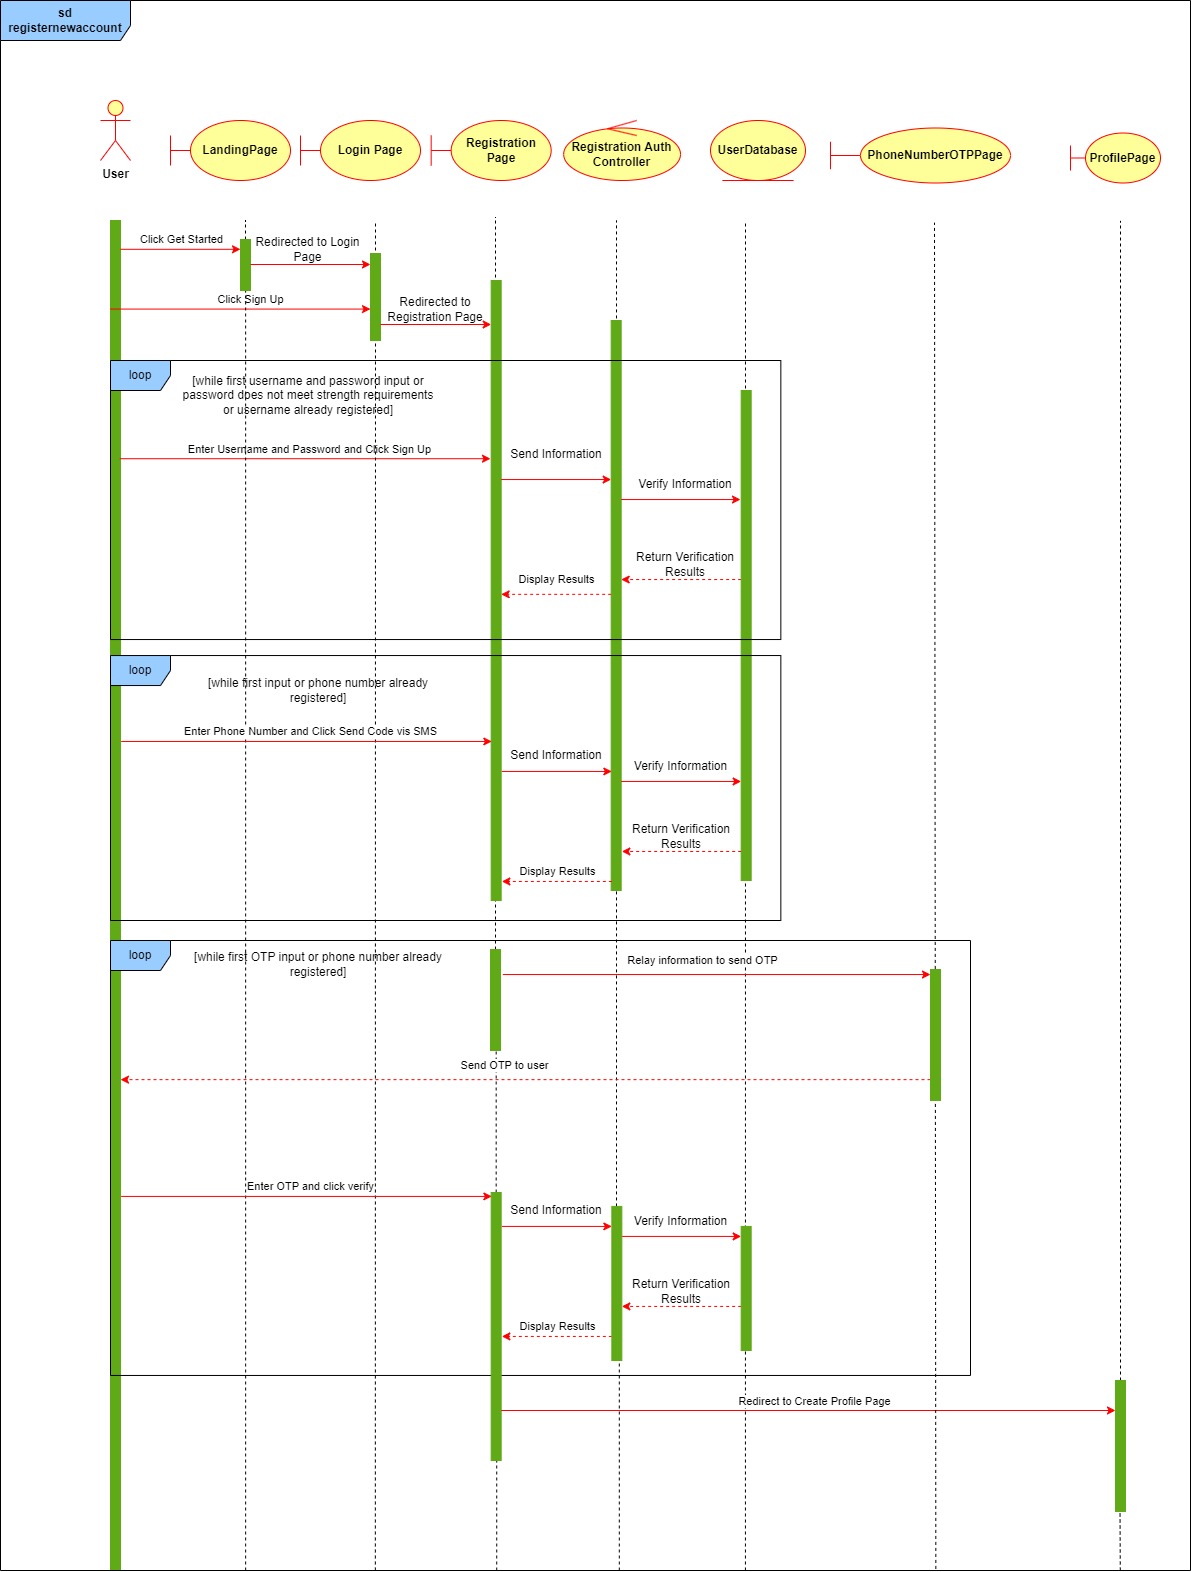 sd
registernewaccount
User
LandingPage
Login Page
Registration
Page
Registration Auth
Controller
UserDatabase
PhoneNumberOTPPage
ProfilePage
Click Get Started
Redirected to Login
Page
Click Sign Up
Redirected to
Registration Page
loop
[while first username and password input or
password does not meet strength requirements
or username already registered]
Enter Username and Password and Click Sign Up
Send Information
Verify Information
Return Verification
Results
Display Results
loop
[while first input or phone number already
registered]
Enter Phone Number and Click Send Code vis SMS
Send Information
Verify Information
Return Verification
Results
Display Results
loop
[while first OTP input or phone number already
registered]
Relay information to send OTP
Send OTP to user
Enter OTP and click verify
Send Information
Verify Information
Return Verification
Results
Display Results
Redirect to Create Profile Page